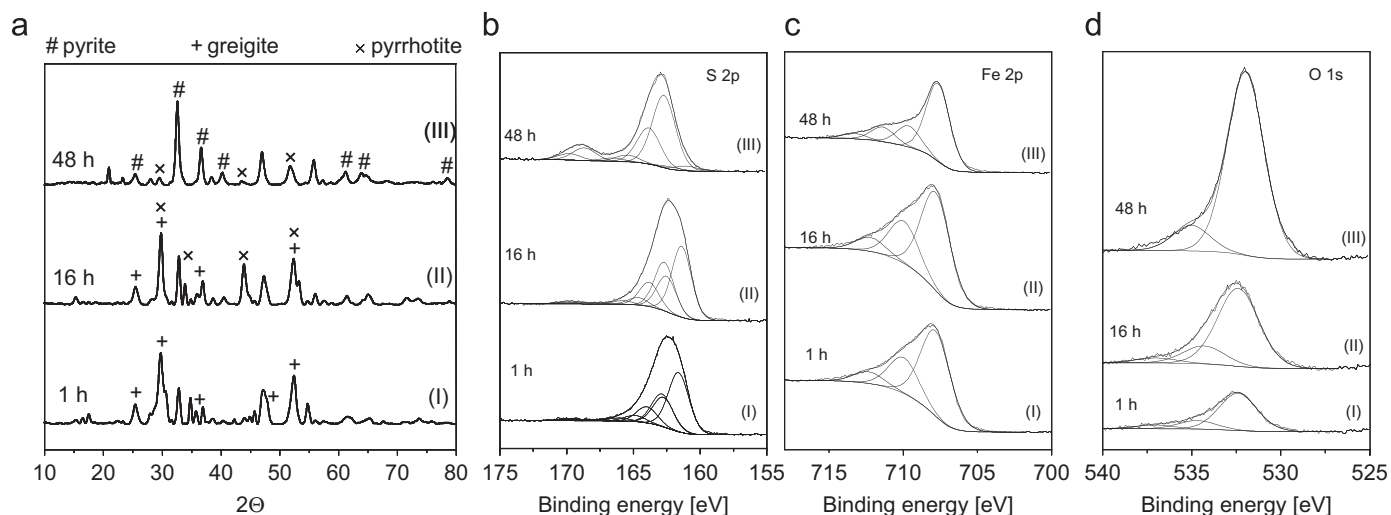 a
# pyrite + greigite × pyrrhotite
#
#
(III)
48 h
#
×
#
×
×
#
#
#
×
+
×
+
+
×
×
×
+
16 h
(II)
+
+
+
+
+
+
1 h
(I)
10 20 30 40 50 60 70 80
2Θ
b
S 2p
48 h
(III)
16 h
(II)
1 h
(I)
175 170 165 160 155
Binding energy [eV]
c
Fe 2p
48 h
(III)
16 h
(II)
1 h
(I)
715 710 705 700
Binding energy [eV]
d
O 1s
48 h
(III)
16 h
(II)
1 h
(I)
540 535 530 525
Binding energy [eV]